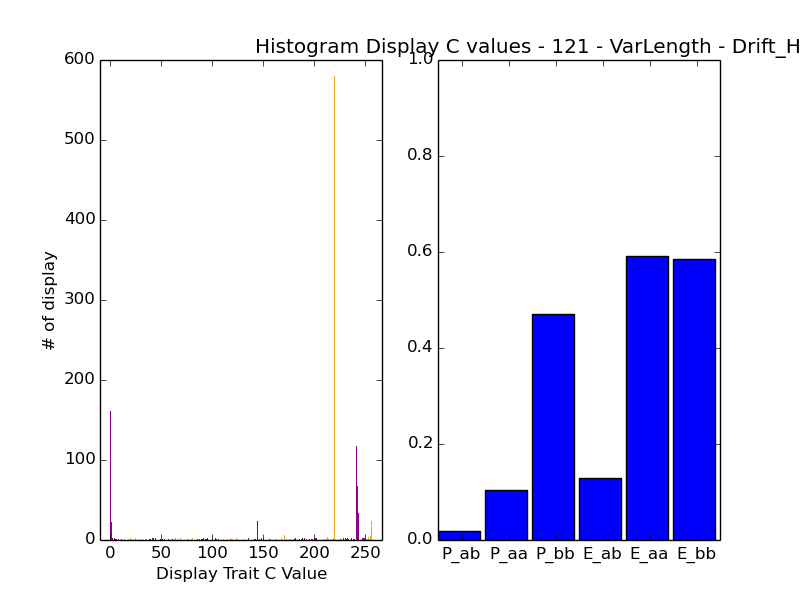 Histogram Display C values - 121 - VarLength - Drift_H
600
500
400
300
200
100
0
# of display
0 50 100 150 200 250
Display Trait C Value
1.0
0.8
0.6
0.4
0.2
0.0
P_ab P_aa P_bb E_ab E_aa E_bb